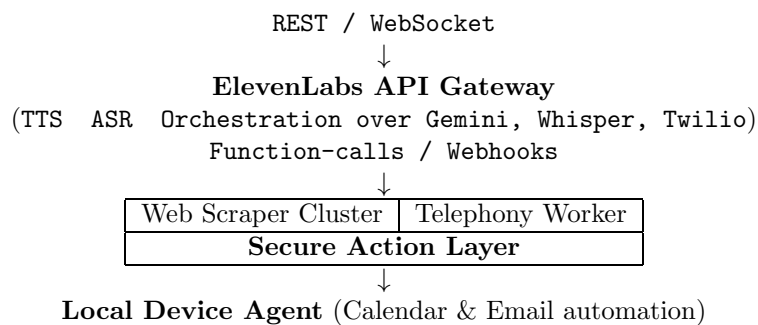 REST / WebSocket
↓
ElevenLabs API Gateway
(TTS ASR Orchestration over Gemini, Whisper, Twilio)
Function-calls / Webhooks
↓
Web Scraper Cluster | Telephony Worker
Secure Action Layer
↓
Local Device Agent (Calendar & Email automation)